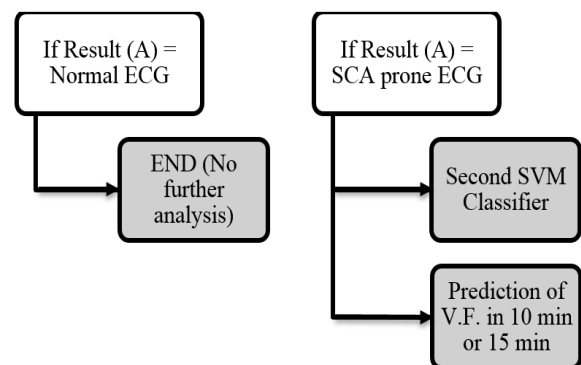 If Result (A) =
Normal ECG
END (No
further
analysis)
If Result (A) =
SCA prone ECG
Second SVM
Classifier
Prediction of
V.F. in 10 min
or 15 min